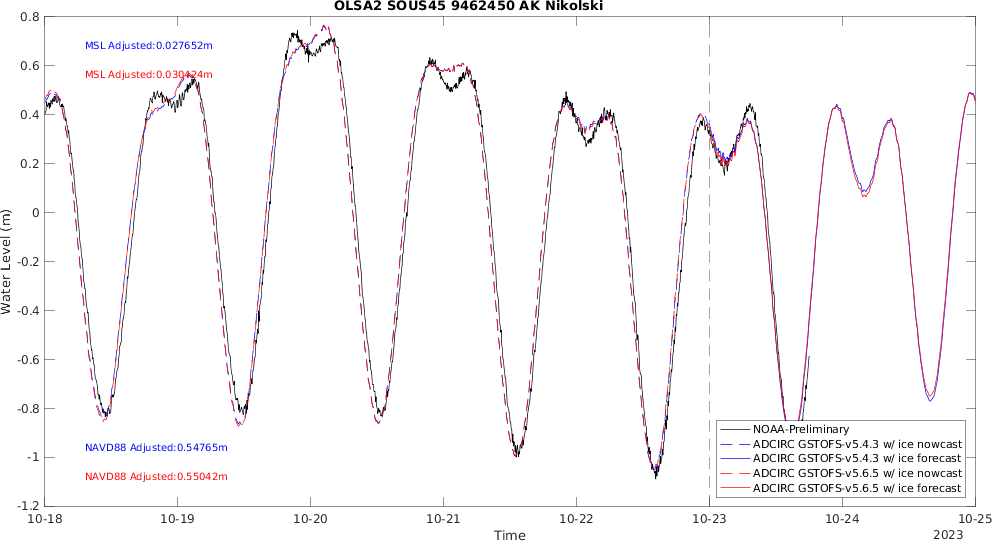 OLSA2 SOUS45 9462450 AK Nikolski
0.8
0.6
0.4
0.2
0
-0.2
-0.4
-0.6
-0.8
-1
-1.2
Water Level (m)
MSL Adjusted:0.027652m
MSL Adjusted:0.030424m
NAVD88 Adjusted:0.54765m
NAVD88 Adjusted:0.55042m
NOAA-Preliminary
ADCIRC GSTOFS-v5.4.3 w/ ice nowcast
ADCIRC GSTOFS-v5.4.3 w/ ice forecast
ADCIRC GSTOFS-v5.6.5 w/ ice nowcast
ADCIRC GSTOFS-v5.6.5 w/ ice forecast
10-18 10-19 10-20 10-21 10-22 10-23 10-24 10-25
Time
2023